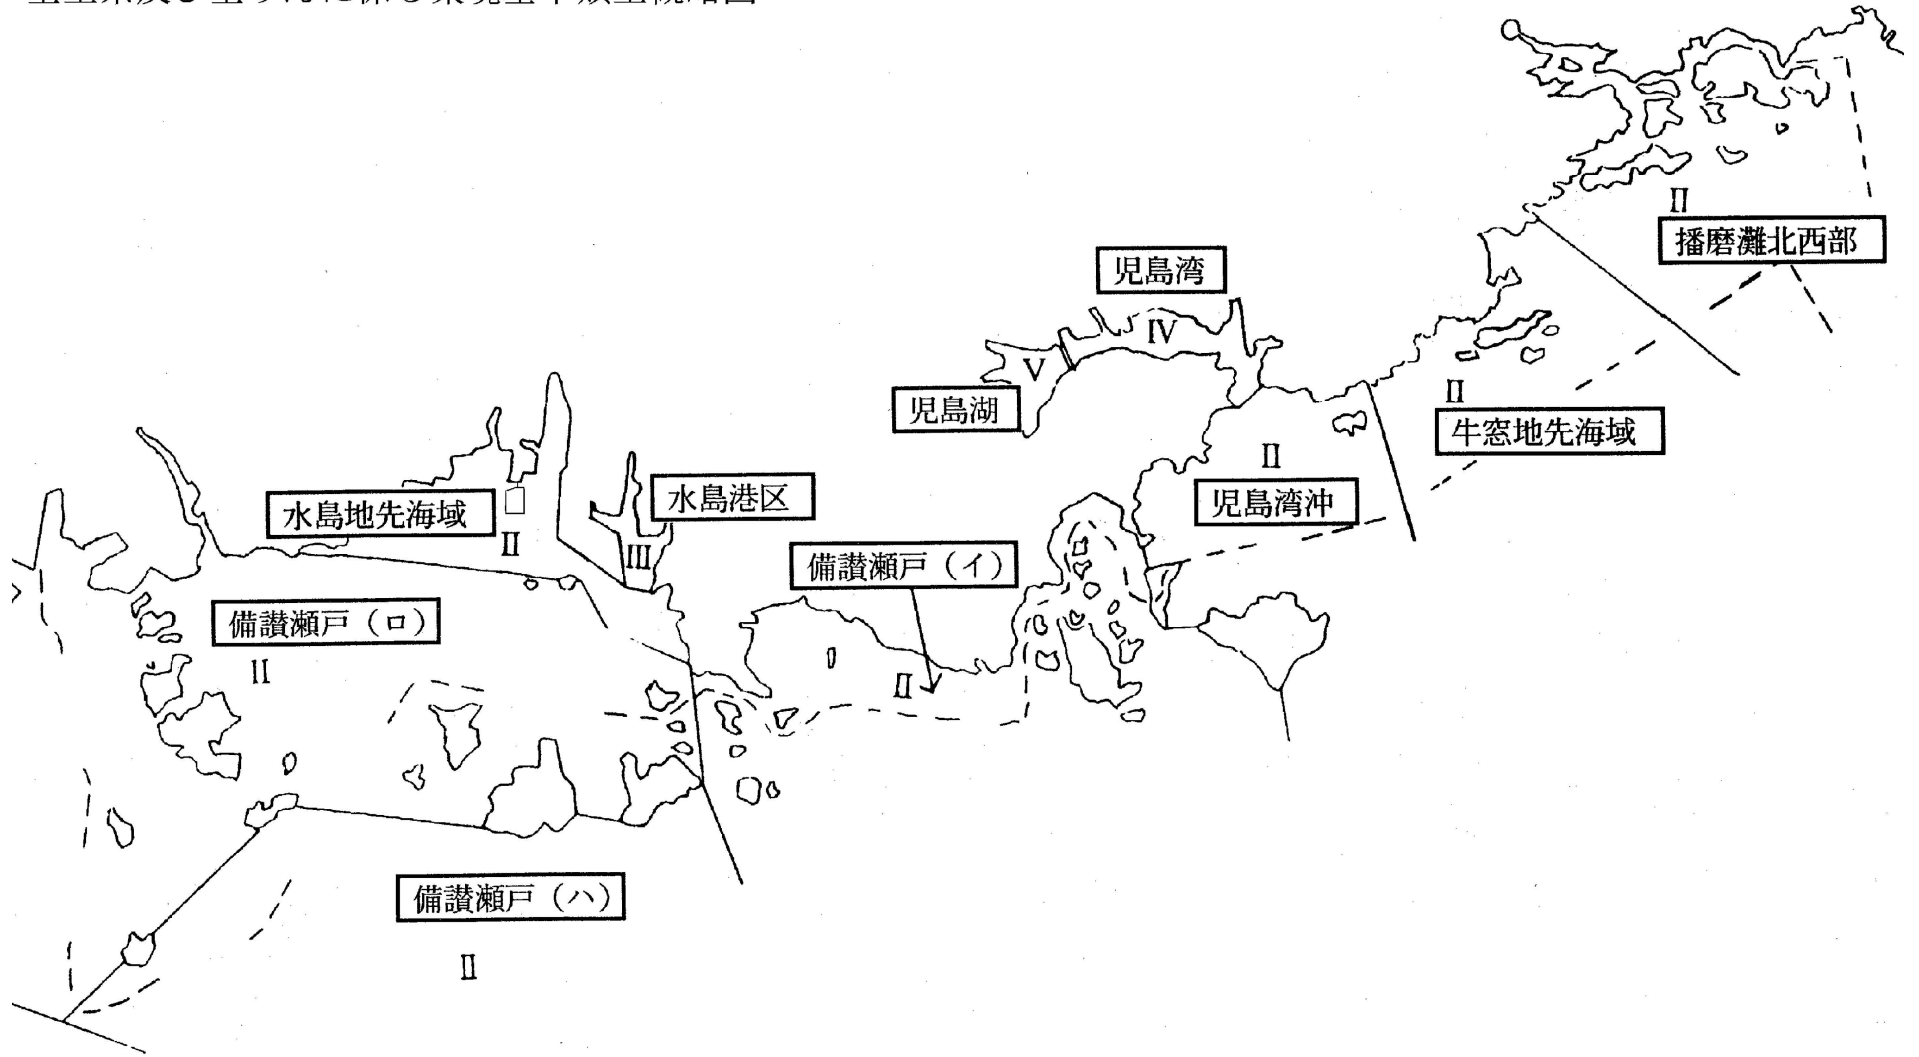 II
播磨灘北西部
児島湾
IV
V
児島湖
II
牛窓地先海域
II
児島湾沖
水島地先海域
II
水島港区
III
備讃瀬戸（イ）
II
備讃瀬戸（ロ）
II
備讃瀬戸（ハ）
II